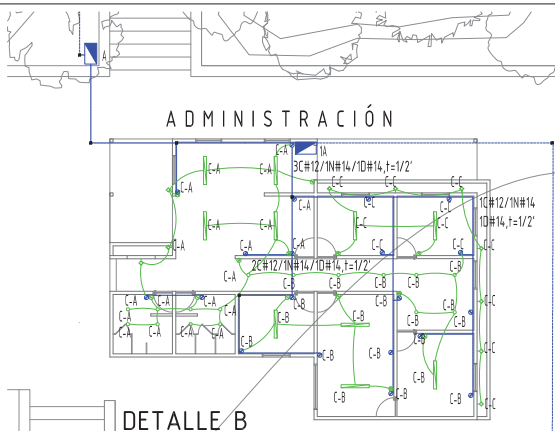 A
ADMINISTRACIÓN
C-A
1A
3C#12/1N#14/1D#14,t=1/2'
C-A
C-A
C-C
C-C
C-C
C-A
1C#12/1N#14
1D#14,t=1/2'
C-A
C-A
C-C
C-C
C-A
C-A
C-A
C-C
C-C
C-C
2C#12/1N#14/1D#14,t=1/2'
C-A
C-B
C-B
C-B
C-B
C-B
C-B
C-A
C-A
C-A
C-A
C-A
C-B
C-B
C-C
C-A
C-A
C-A
C-A
C-B
C-B
C-B
C-B
C-B
C-B
C-C
C-B
C-B
C-B
C-B
C-B
C-C
DETALLE B